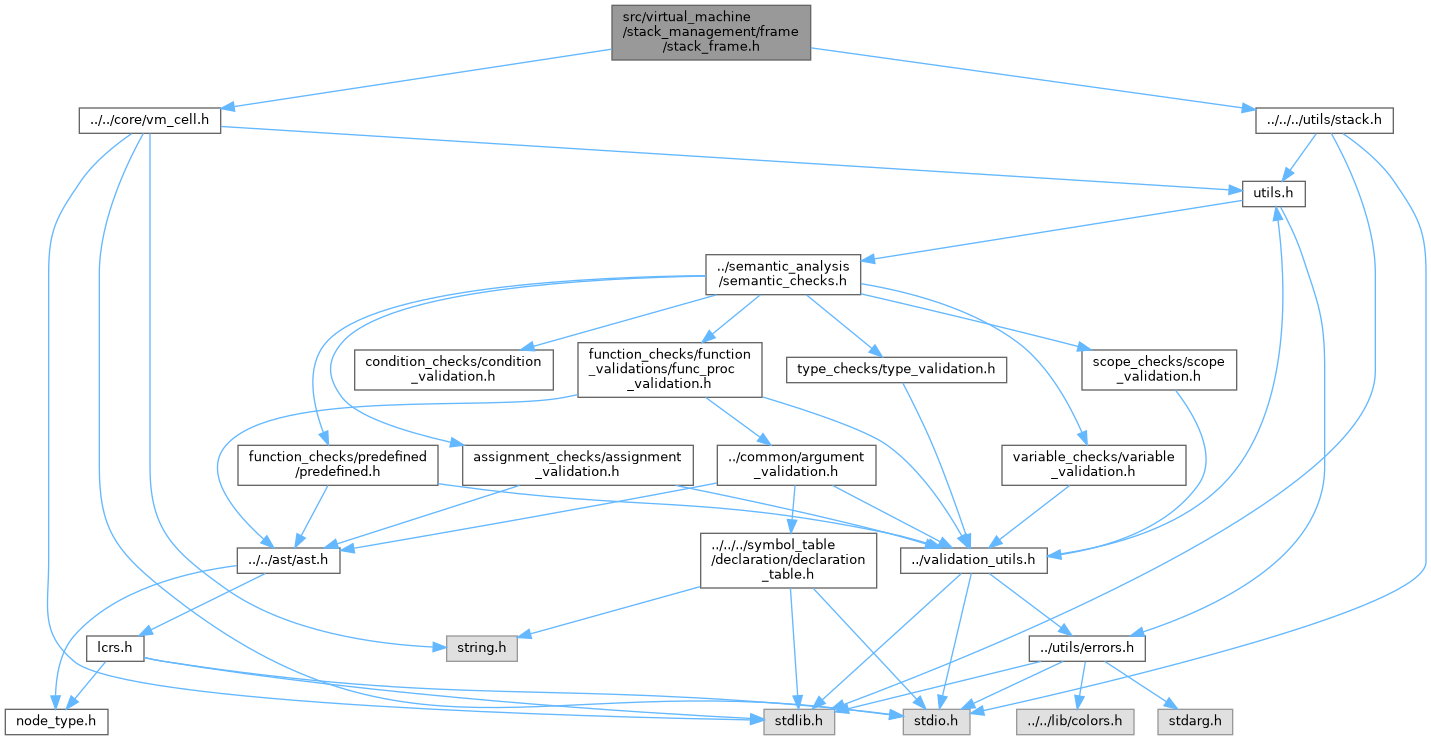 src/virtual_machine
/stack_management/frame
/stack_frame.h
../../core/vm_cell.h
../../../utils/stack.h
utils.h
../semantic_analysis
/semantic_checks.h
condition_checks/condition
_validation.h
function_checks/function
_validations/func_proc
_validation.h
type_checks/type_validation.h
scope_checks/scope
_validation.h
function_checks/predefined
/predefined.h
assignment_checks/assignment
_validation.h
../common/argument
_validation.h
variable_checks/variable
_validation.h
../../ast/ast.h
../../../symbol_table
/declaration/declaration
_table.h
../validation_utils.h
lcrs.h
string.h
../utils/errors.h
node_type.h
stdlib.h
stdio.h
../../lib/colors.h
stdarg.h